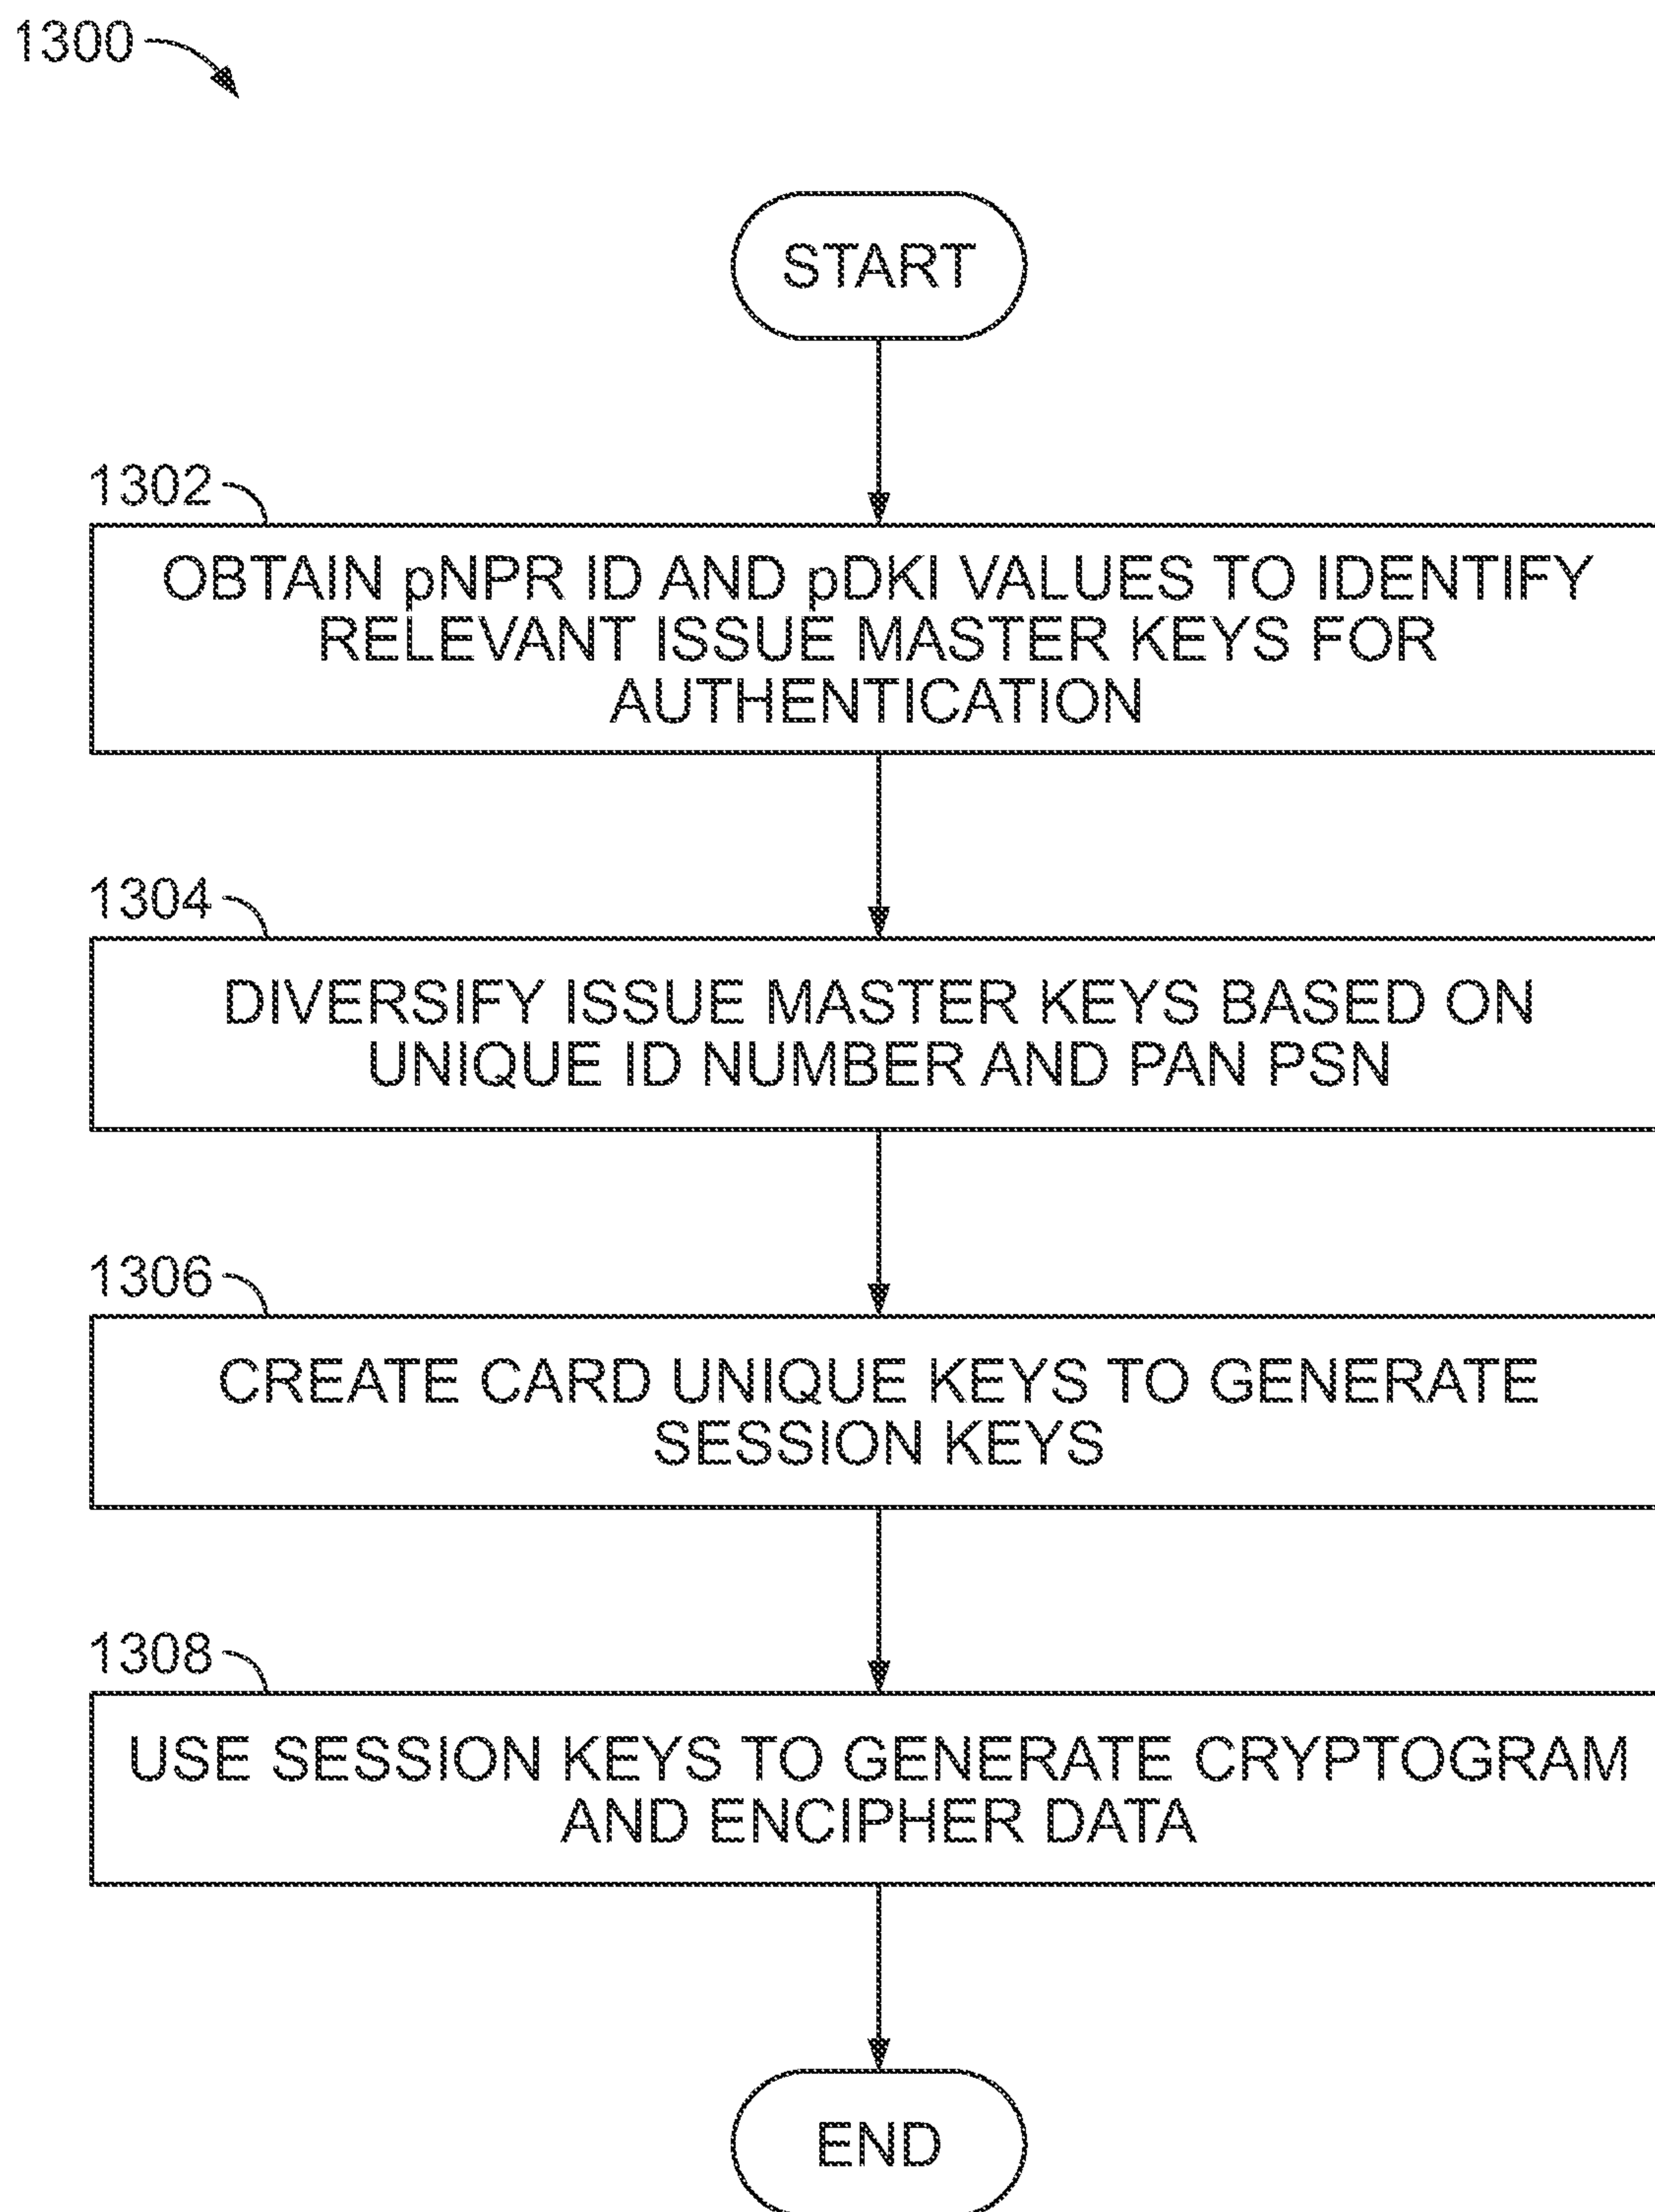 1300
START
1302
OBTAIN pNPR ID AND pDKI VALUES TO IDENTIFY
RELEVANT ISSUE MASTER KEYS FOR
AUTHENTICATION
1304
DIVERSIFY ISSUE MASTER KEYS BASED ON
UNIQUE ID NUMBER AND PAN PSN
1306
CREATE CARD UNIQUE KEYS TO GENERATE
SESSION KEYS
1308
USE SESSION KEYS TO GENERATE CRYPTOGRAM
AND ENCIPHER DATA
END